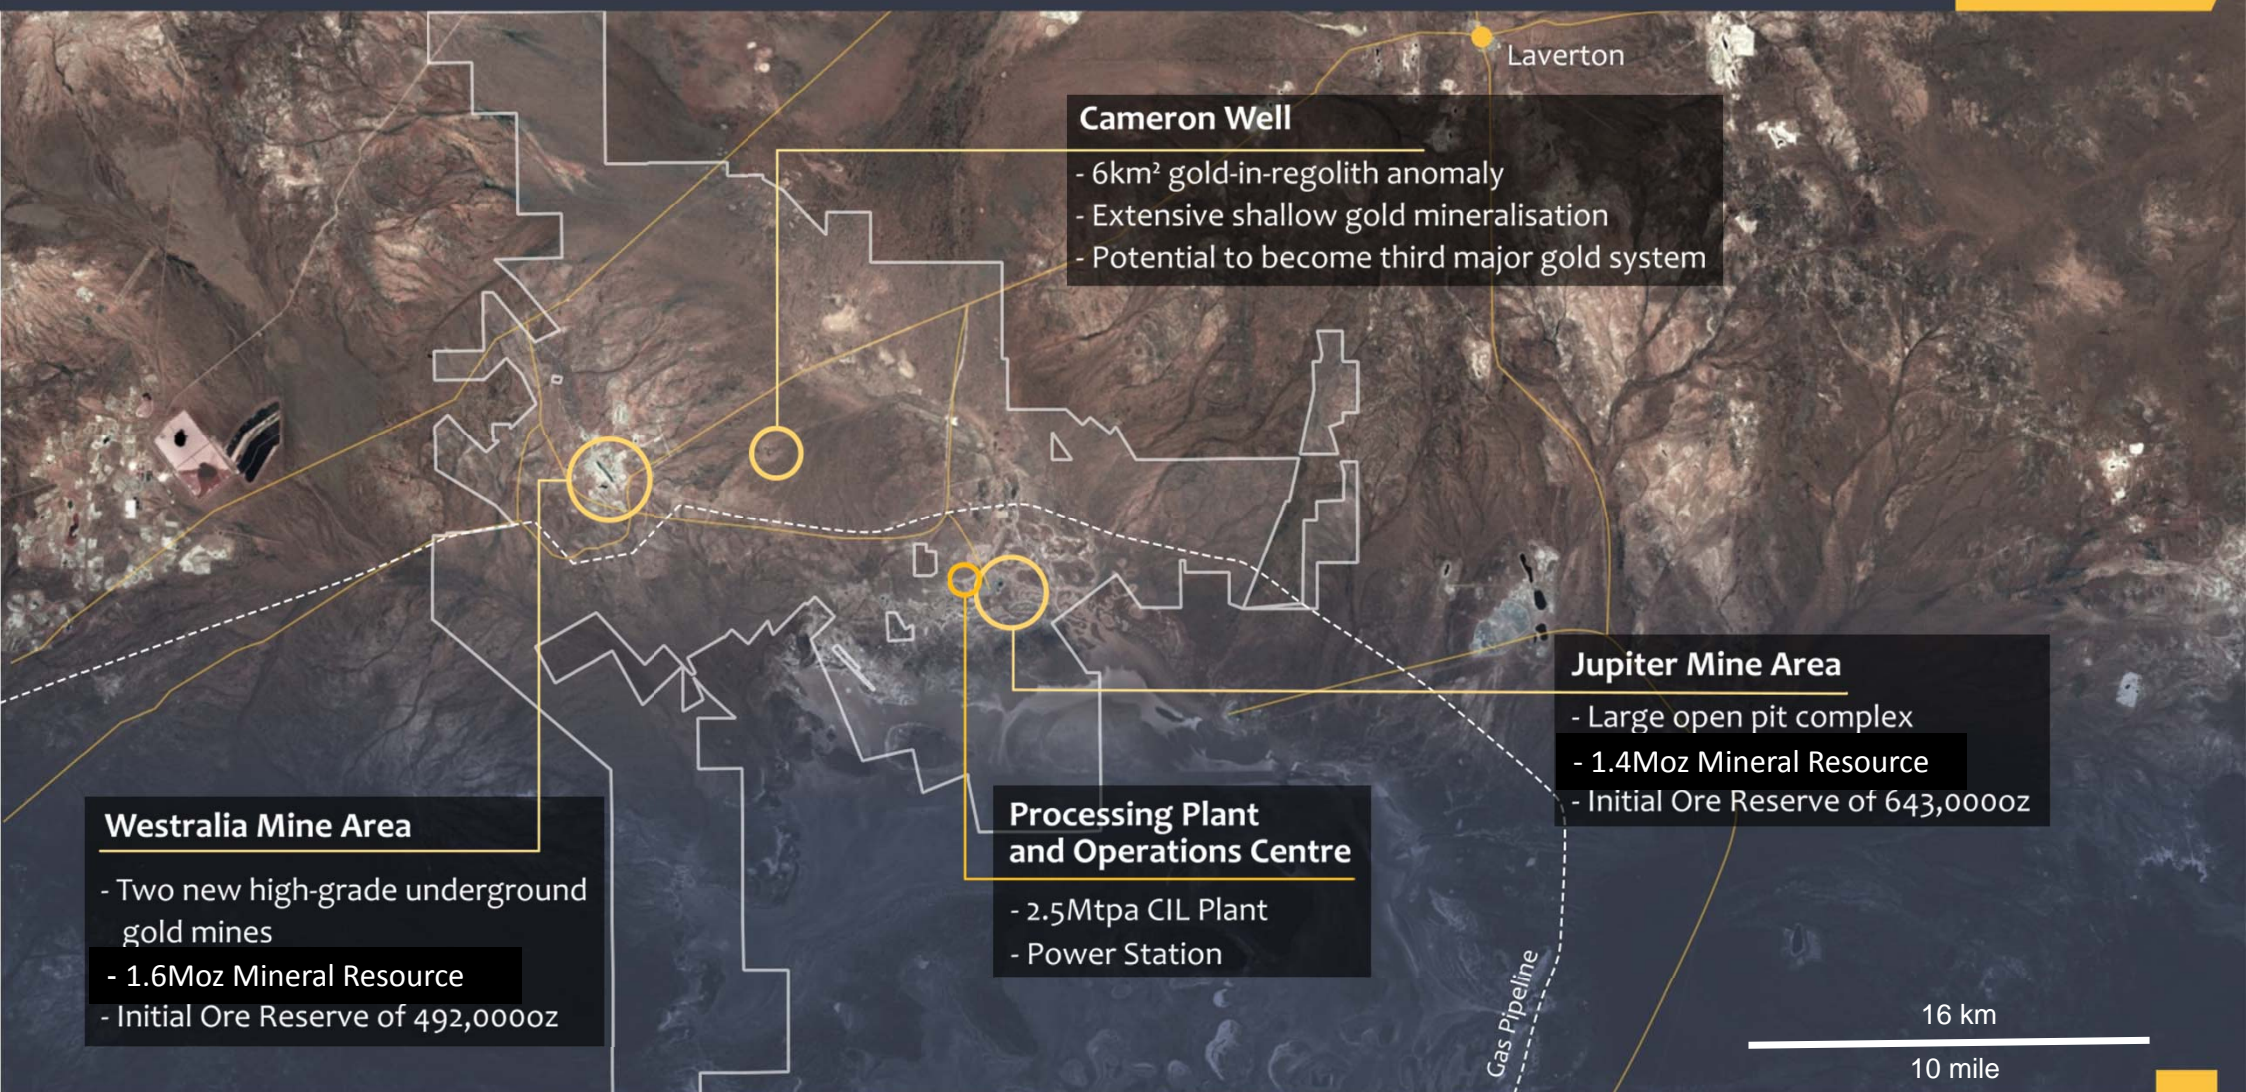 Laverton
Cameron Well
- 6km² gold-in-regolith anomaly
- Extensive shallow gold mineralisation
- Potential to become third major gold system
Jupiter Mine Area
- Large open pit complex
- 1.4Moz Mineral Resource
- Initial Ore Reserve of 643,000oz
Processing Plant
and Operations Centre
- 2.5Mtpa CIL Plant
- Power Station
Westralia Mine Area
- Two new high-grade underground
gold mines
- 1.6Moz Mineral Resource
- Initial Ore Reserve of 492,000oz
Gas Pipeline
16 km
10 mile